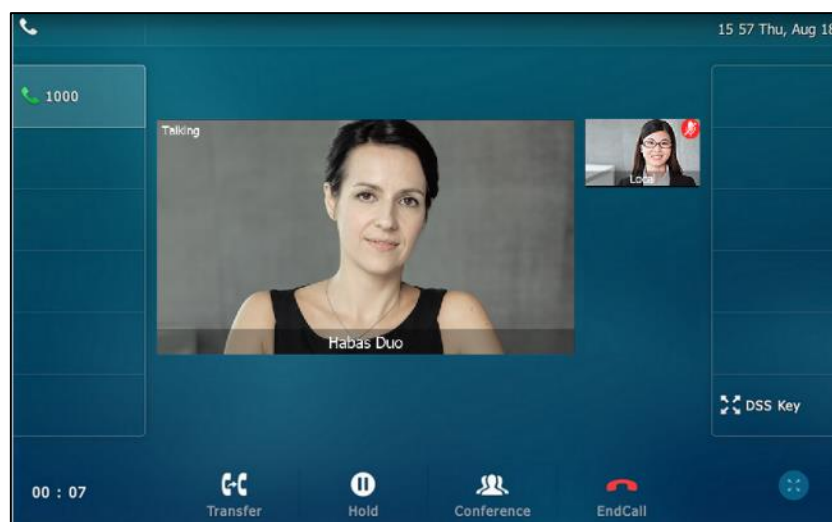 15 57 Thu, Aug 18
1000
Talking
Local
Habas Duo
DSS Key
00 : 07
Transfer
Hold
Conference
EndCall